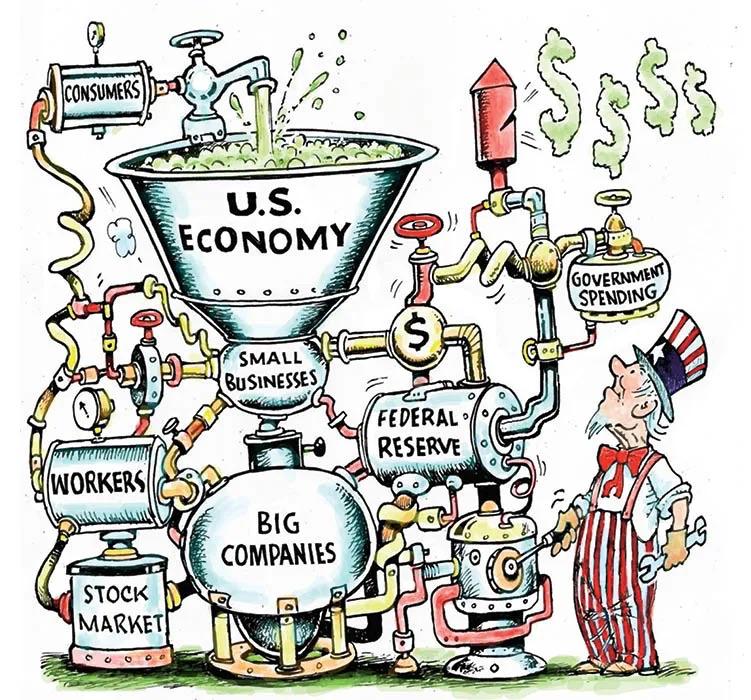 CONSUMERS
U.S.
ECONOMY
GOVERNMENT
SPENDING
$
SMALL
BUSINESSES
FEDERAL
RESERVE
WORKERS
BIG
COMPANIES
STOCK
MARKET
$
$
$
$